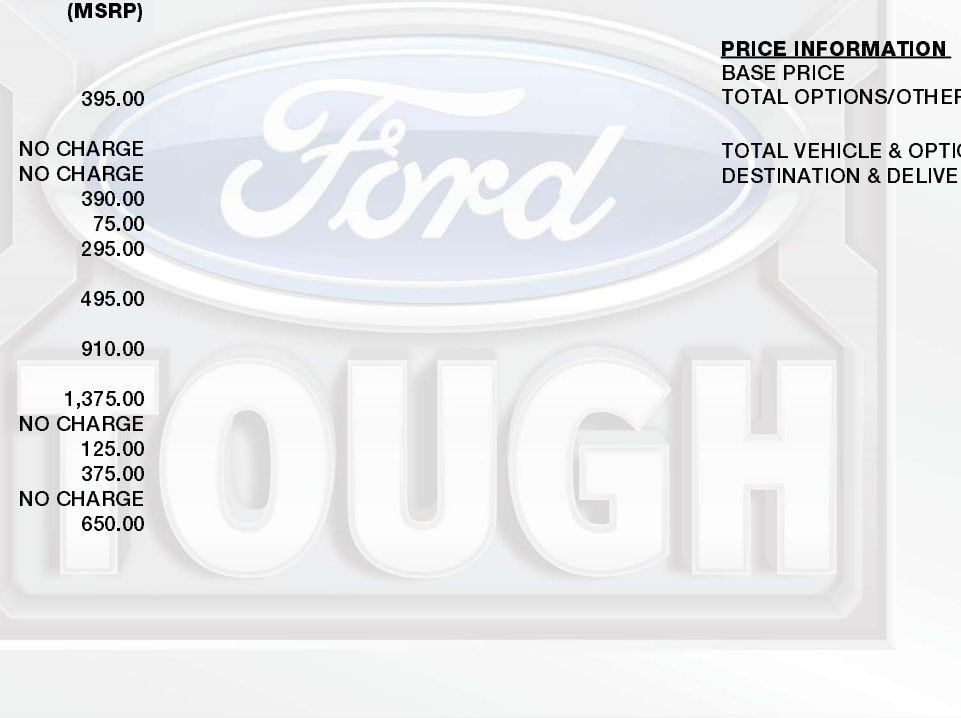 (MSRP)
395.00
NO CHARGE
NO CHARGE
390.00
75.00
295.00
495.00
910.00
1,375.00
NO CHARGE
125.00
375.00
NO CHARGE
650.00
PRICE INFORMATION
BASE PRICE
TOTAL OPTIONS/OTHER
TOTAL VEHICLE & OPTIO
DESTINATION & DELIVE
Ford
TOUGH